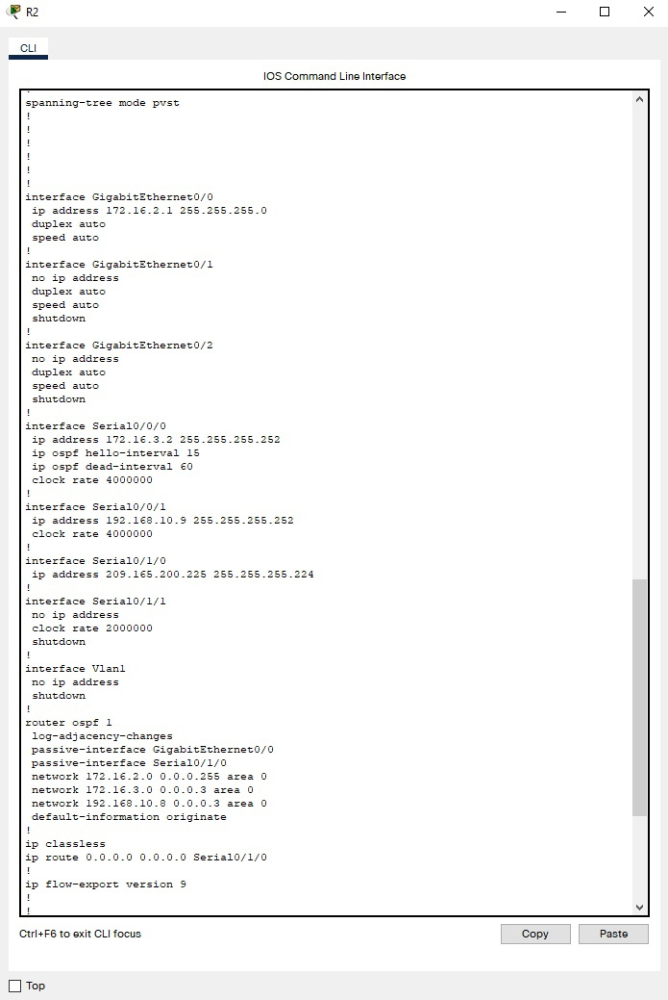 R2
CLI
IOS Command Line Interface
!
spanning-tree mode pvst
!
!
!
!
!
!
interface GigabitEthernet0/0
 ip address 172.16.2.1 255.255.255.0
 duplex auto
 speed auto
!
interface GigabitEthernet0/1
 no ip address
 duplex auto
 speed auto
 shutdown
!
interface GigabitEthernet0/2
 no ip address
 duplex auto
 speed auto
 shutdown
!
interface Serial0/0/0
 ip address 172.16.3.2 255.255.255.252
 ip ospf hello-interval 15
 ip ospf dead-interval 60
 clock rate 4000000
!
interface Serial0/0/1
 ip address 192.168.10.9 255.255.255.252
 clock rate 4000000
!
interface Serial0/1/0
 ip address 209.165.200.225 255.255.255.224
!
interface Serial0/1/1
 no ip address
 clock rate 2000000
 shutdown
!
interface Vlan1
 no ip address
 shutdown
!
router ospf 1
 log-adjacency-changes
 passive-interface GigabitEthernet0/0
 passive-interface Serial0/1/0
 network 172.16.2.0 0.0.0.255 area 0
 network 172.16.3.0 0.0.0.3 area 0
 network 192.168.10.8 0.0.0.3 area 0
 default-information originate
!
ip classless
ip route 0.0.0.0 0.0.0.0 Serial0/1/0
!
ip flow-export version 9
!
!
Ctrl+F6 to exit CLI focus
Copy
Paste
Top